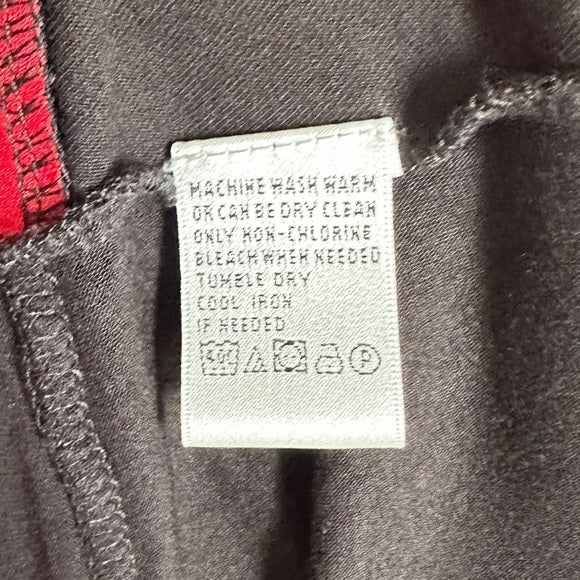 MACHINE WASH WARM
OR CAN BE DRY CLEAN
ONLY NON-CHLORINE
BLEACH WHEN NEEDED
TUMBLE DRY
COOL IRON
IF NEEDED
P